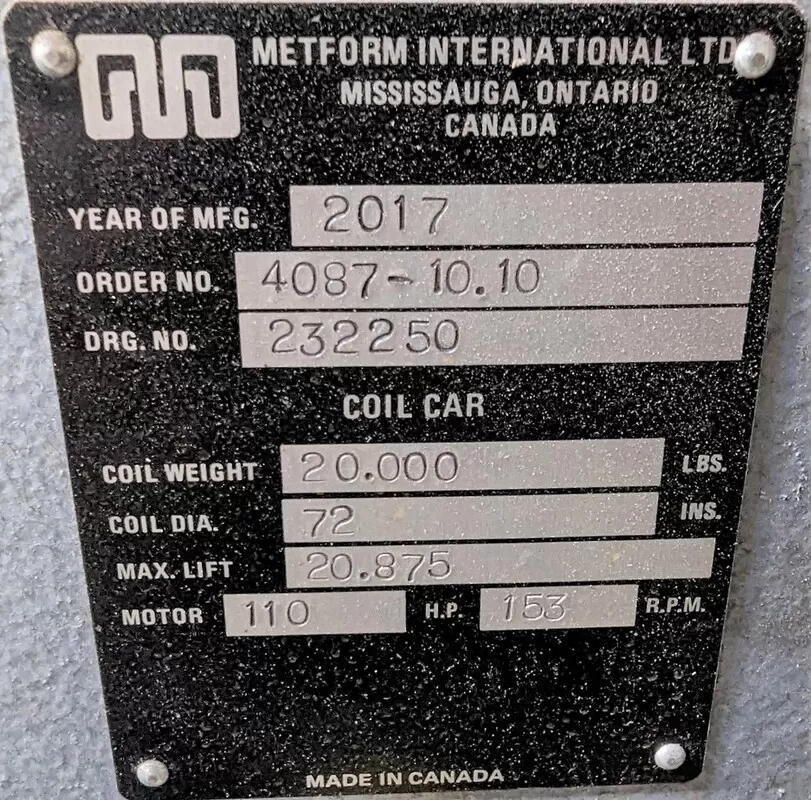 METFORM INTERNATIONAL LTD
MISSISSAUGA, ONTARIO
CANADA
YEAR OF MFG. 2017
ORDER NO. 4087-10.10
DRG. NO. 232250
COIL CAR
COIL WEIGHT 20.000 LBS.
COIL DIA. 72 INS.
MAX. LIFT 20.875
MOTOR 110 H.P. 153 R.P.M.
MADE IN CANADA